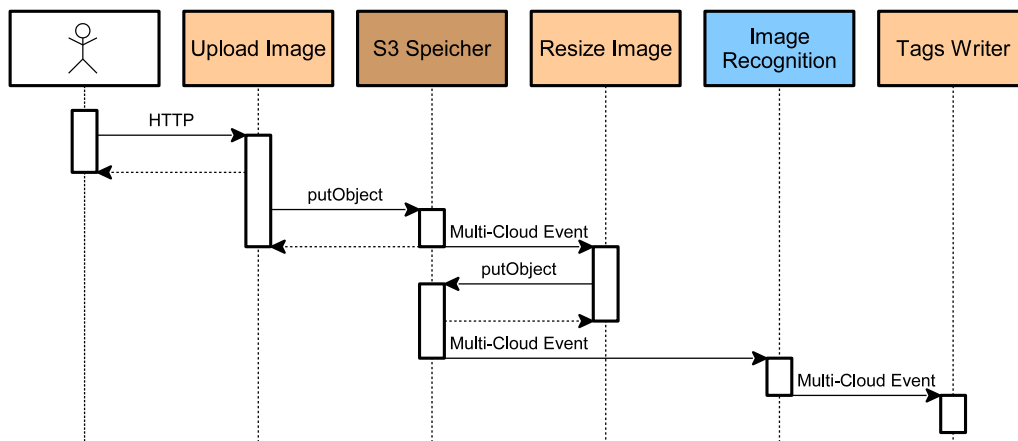 Upload Image
S3 Speicher
Resize Image
Image
Recognition
Tags Writer
HTTP
putObject
Multi-Cloud Event
putObject
Multi-Cloud Event
Multi-Cloud Event